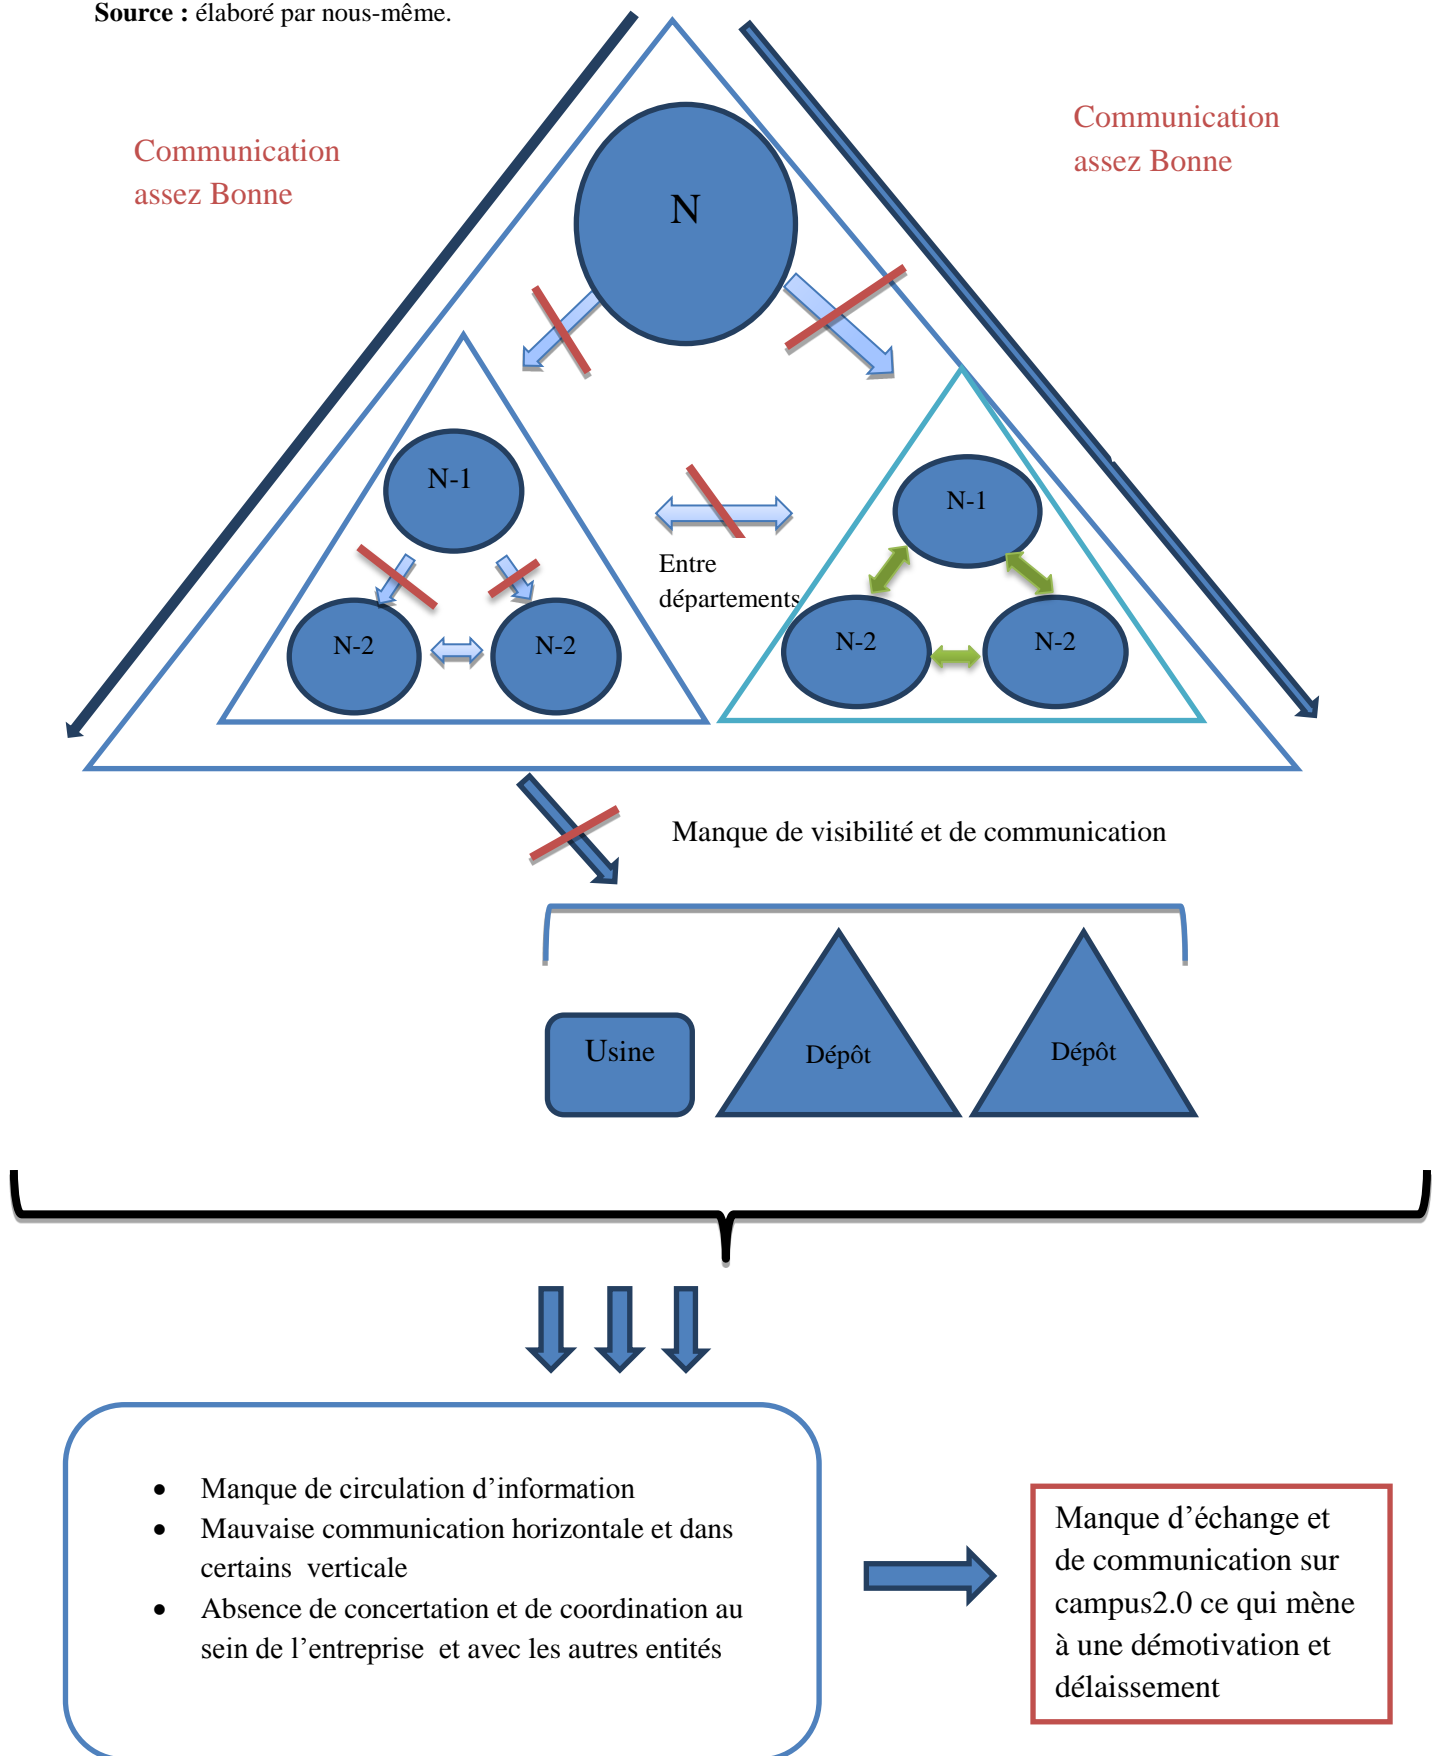 Source : élaboré par nous-même.
Communication
assez Bonne
Communication
assez Bonne
N
N-1
N-1
Entre
départements
N-2
N-2
N-2
N-2
Manque de visibilité et de communication
Usine
Dépôt
Dépôt
• Manque de circulation d’information
• Mauvaise communication horizontale et dans
certains verticale
• Absence de concertation et de coordination au
sein de l’entreprise et avec les autres entités
Manque d’échange et
de communication sur
campus2.0 ce qui mène
à une démotivation et
délaissement